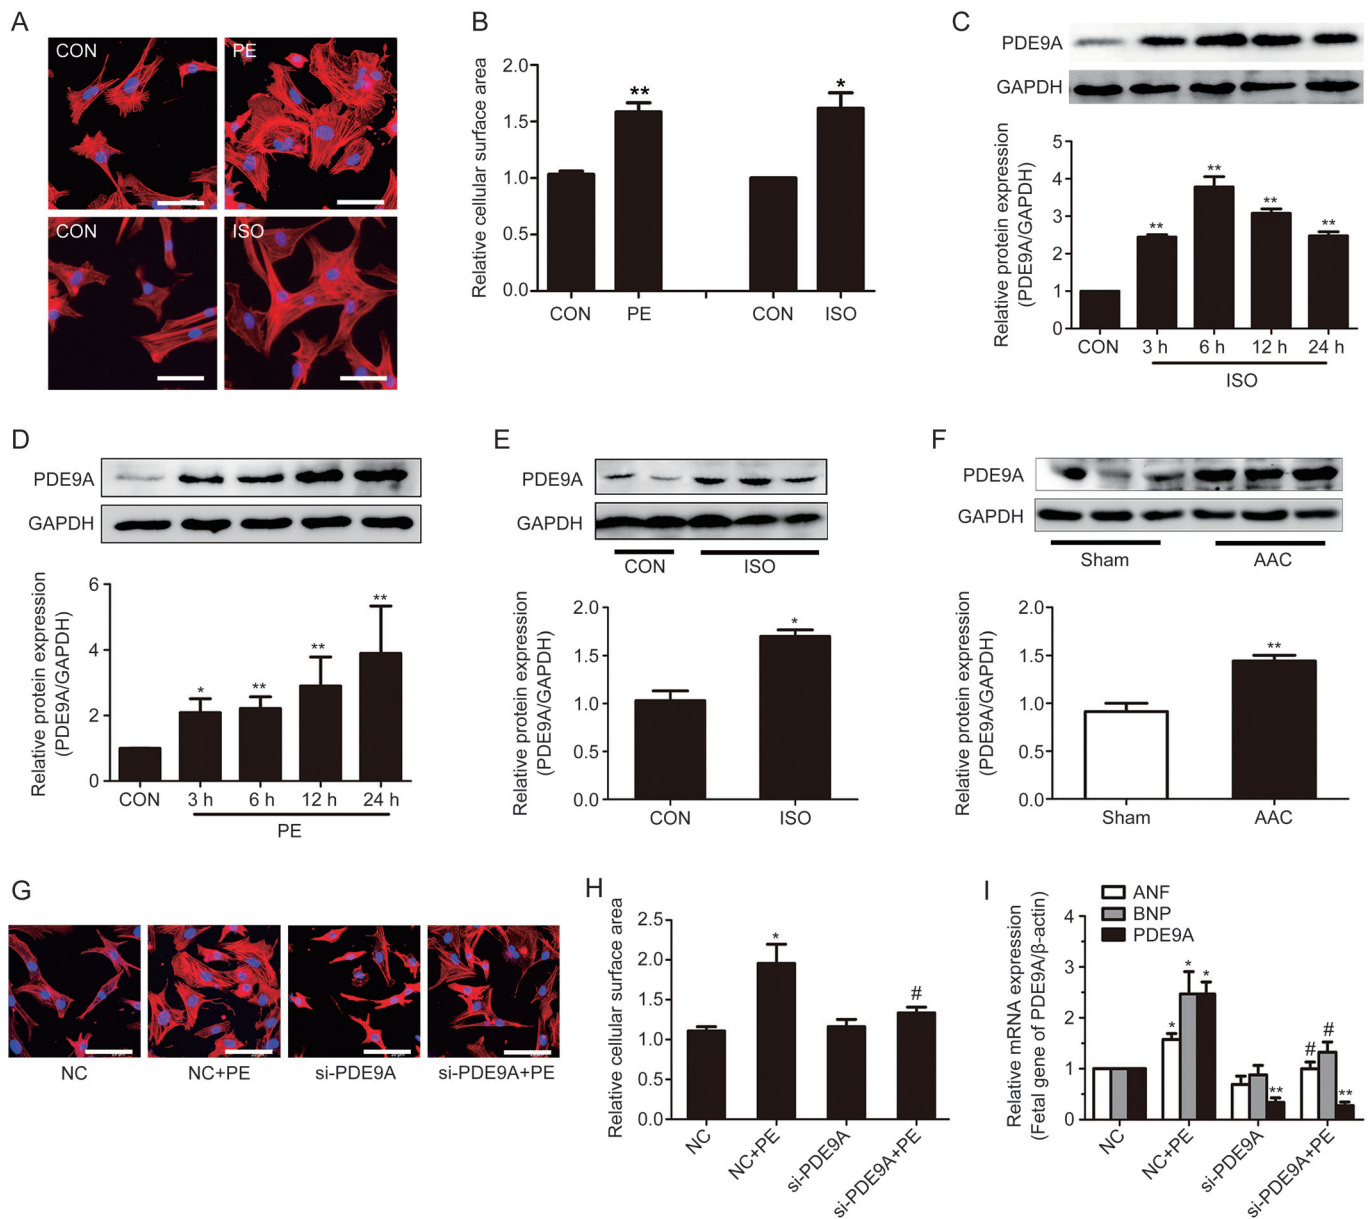 A
CON
PE
CON
ISO
B
Relative cellular surface area
2.0
1.5
1.0
0.5
0.0
**
*
CON
PE
CON
ISO
C
PDE9A
GAPDH
Relative protein expression
(PDE9A/GAPDH)
5
4
3
2
1
0
**
**
**
**
CON
3 h
6 h
12 h
24 h
ISO
D
PDE9A
GAPDH
Relative protein expression
(PDE9A/GAPDH)
6
4
2
0
*
**
**
**
CON
3 h
6 h
12 h
24 h
PE
E
PDE9A
GAPDH
CON
ISO
Relative protein expression
(PDE9A/GAPDH)
2.0
1.5
1.0
0.5
0.0
*
CON
ISO
F
PDE9A
GAPDH
Sham
AAC
Relative protein expression
(PDE9A/GAPDH)
2.0
1.5
1.0
0.5
0.0
**
Sham
AAC
G
NC
NC+PE
si-PDE9A
si-PDE9A+PE
H
Relative cellular surface area
2.5
2.0
1.5
1.0
0.5
0.0
*
#
NC
NC+PE
si-PDE9A
si-PDE9A+PE
I
ANF
BNP
PDE9A
Relative mRNA expression
(Fetal gene of PDE9A/β-actin)
4
3
2
1
0
*
*
*
**
#
#
**
NC
NC+PE
si-PDE9A
si-PDE9A+PE